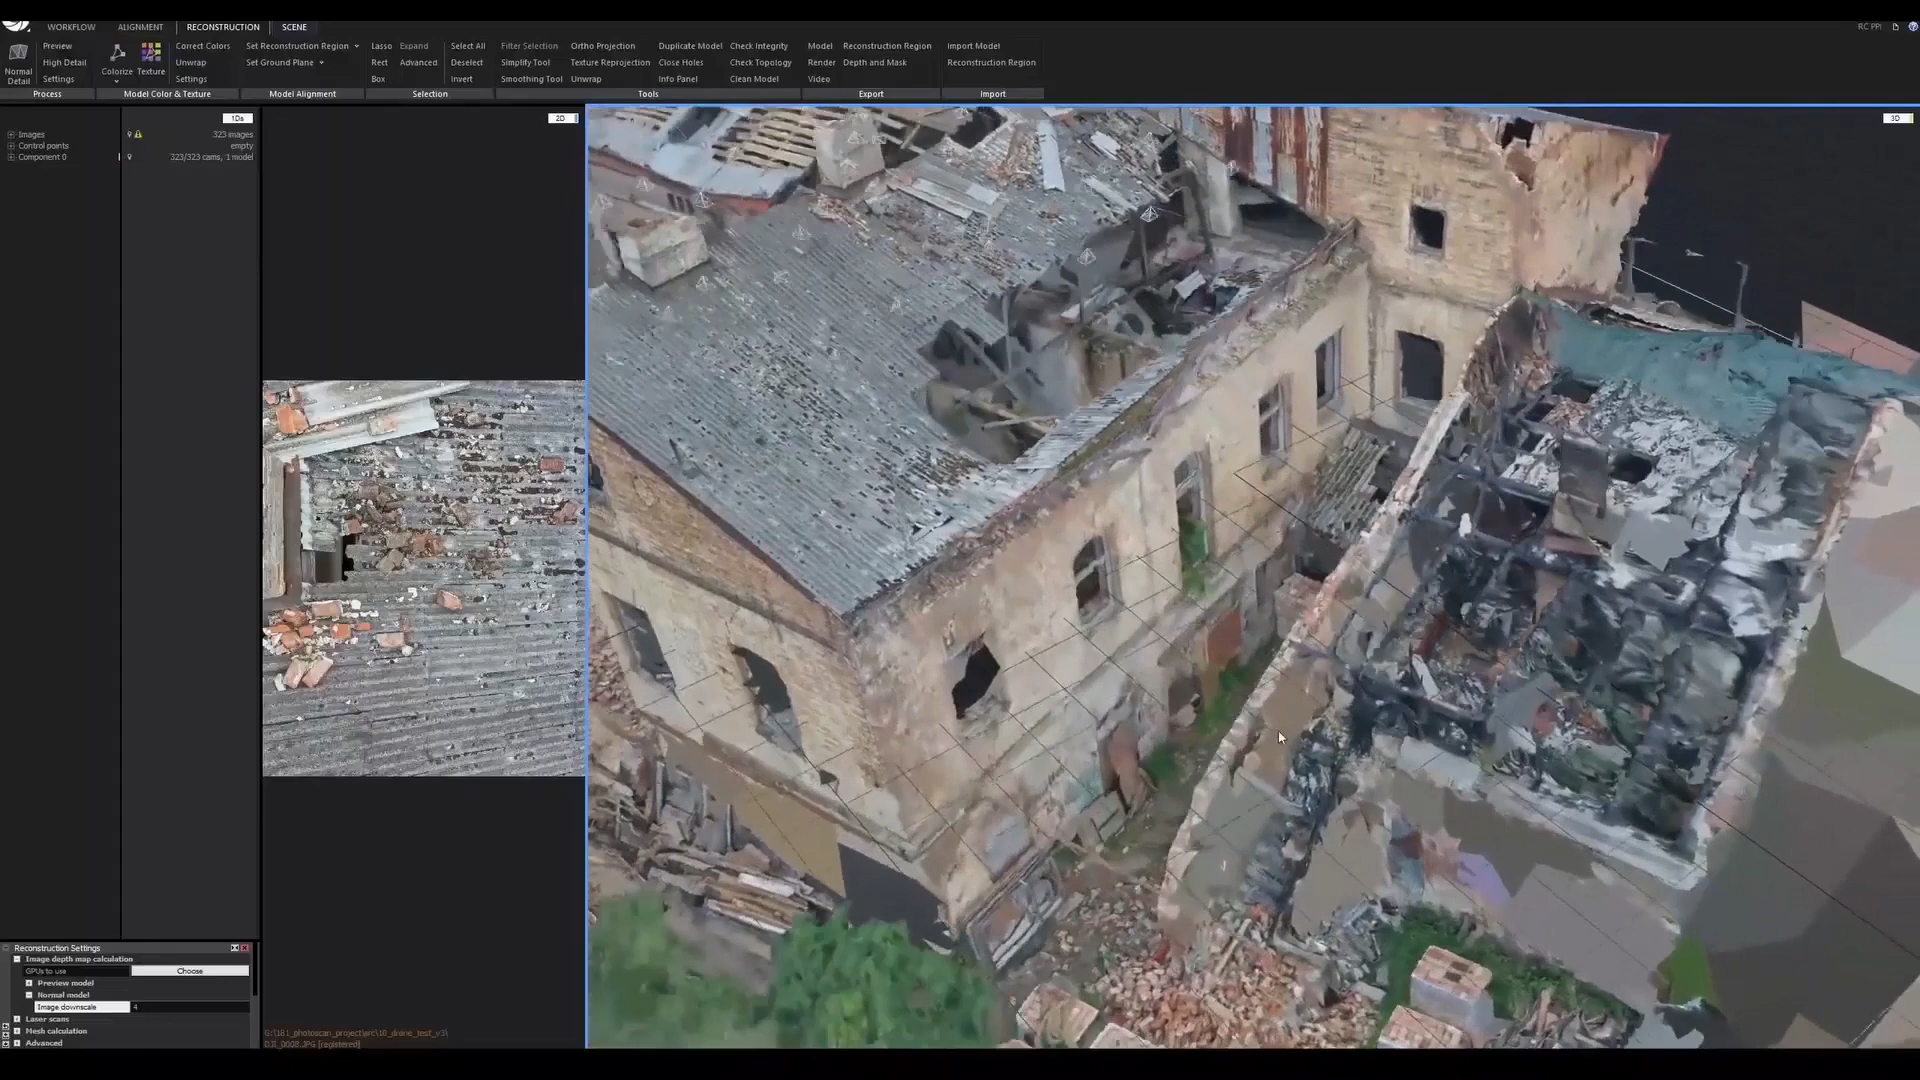 WORKFLOW ALIGNMENT RECONSTRUCTION SCENE RC PPI
Normal Detail
Preview
High Detail
Settings
Process
Colorize Texture
Correct Colors
Unwrap
Settings
Model Color & Texture
Set Reconstruction Region
Set Ground Plane
Model Alignment
Lasso Expand Select All
Rect Advanced Deselect
Box Invert
Selection
Filter Selection Ortho Projection Duplicate Model Check Integrity
Simplify Tool Texture Reprojection Close Holes Check Topology
Smoothing Tool Unwrap Info Panel Clean Model
Tools
Model Reconstruction Region
Render Depth and Mask
Video
Export
Import Model
Reconstruction Region
Import
1Ds
2D
3D
Images 323 images
Control points empty
Component 0 323/323 cams, 1 model
Reconstruction Settings
Image depth map calculation
GPUs to use Choose
Preview model
Normal model
Image downscale 4
Laser scans
Mesh calculation
Advanced
G:\181_photoscan_project\src\10_drone_test_v3\
DJI_0008.JPG [registered]